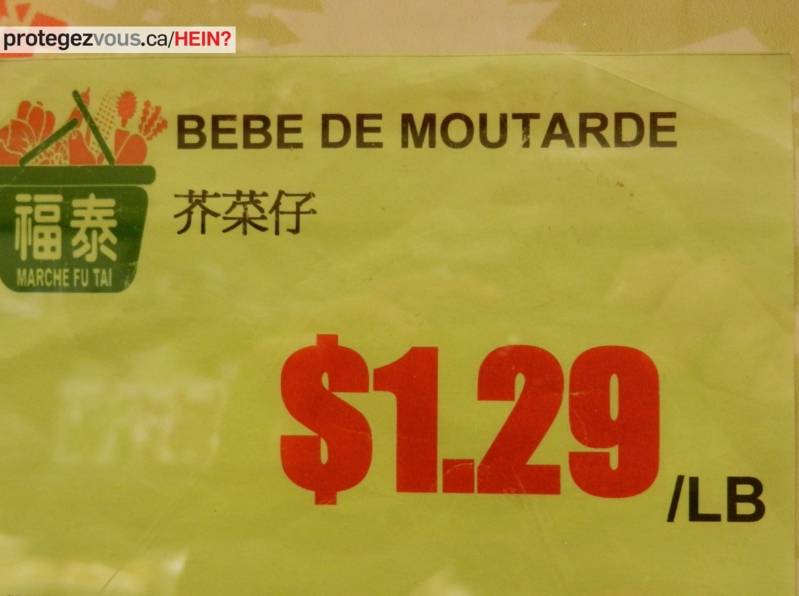 protegezvous.ca/HEIN?
BEBE DE MOUTARDE
芥菜仔
福泰
MARCHÉ FU TAI
$1.29
/LB